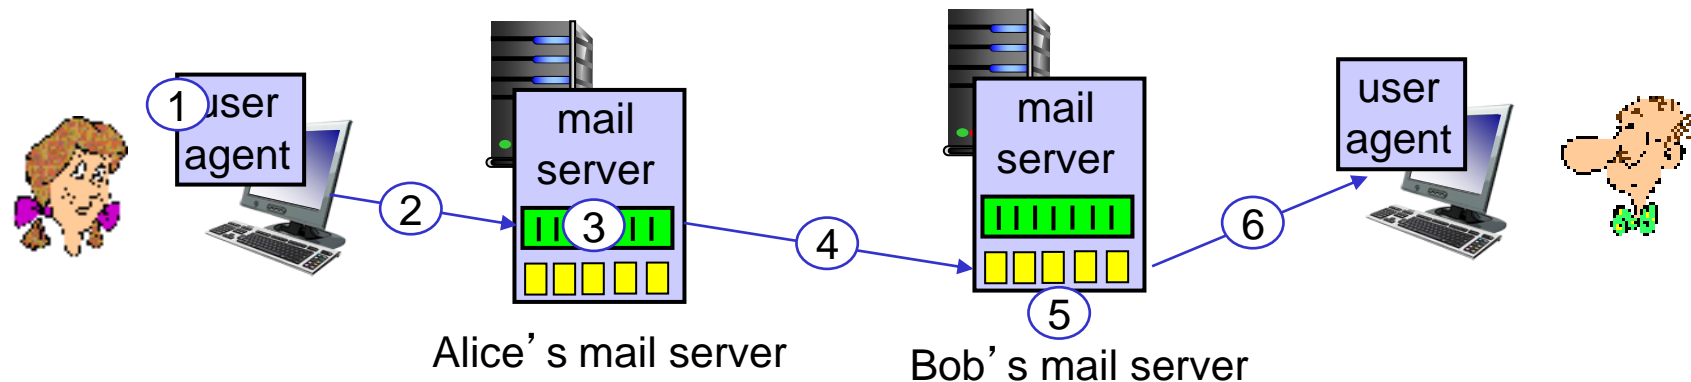 1
user
agent
2
mail
server
3
Alice’s mail server
4
mail
server
5
Bob’s mail server
6
user
agent